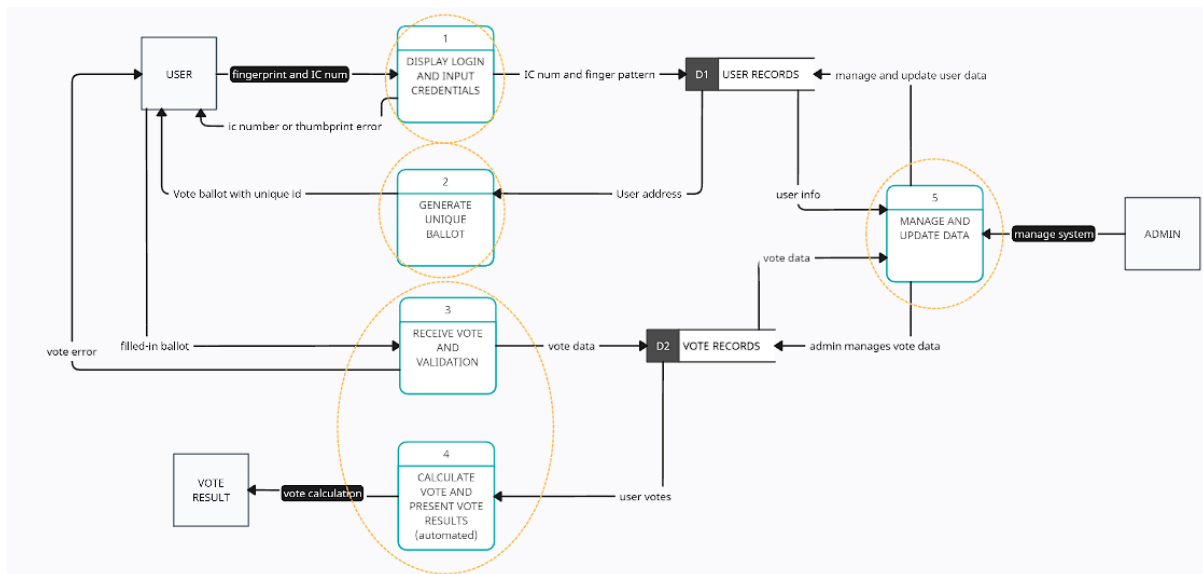 1
USER
fingerprint and IC num
DISPLAY LOGIN
AND INPUT
CREDENTIALS
IC num and finger pattern
D1
USER RECORDS
manage and update user data
ic number or thumbprint error
2
Vote ballot with unique id
GENERATE
UNIQUE
BALLOT
User address
user info
5
MANAGE AND
UPDATE DATA
manage system
ADMIN
vote data
3
RECEIVE VOTE
AND
VALIDATION
vote error
filled-in ballot
vote data
D2
VOTE RECORDS
admin manages vote data
4
VOTE
RESULT
vote calculation
CALCULATE
VOTE AND
PRESENT VOTE
RESULTS
(automated)
user votes